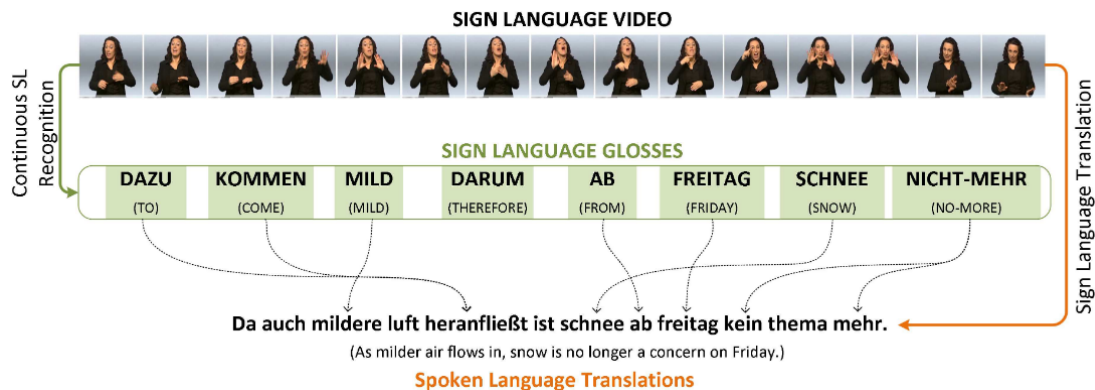 SIGN LANGUAGE VIDEO
Continuous SL
Recognition
SIGN LANGUAGE GLOSSES
DAZU KOMMEN MILD DARUM AB FREITAG SCHNEE NICHT-MEHR
(TO) (COME) (MILD) (THEREFORE) (FROM) (FRIDAY) (SNOW) (NO-MORE)
Sign Language Translation
Da auch mildere luft heranfließt ist schnee ab freitag kein thema mehr.
(As milder air flows in, snow is no longer a concern on Friday.)
Spoken Language Translations